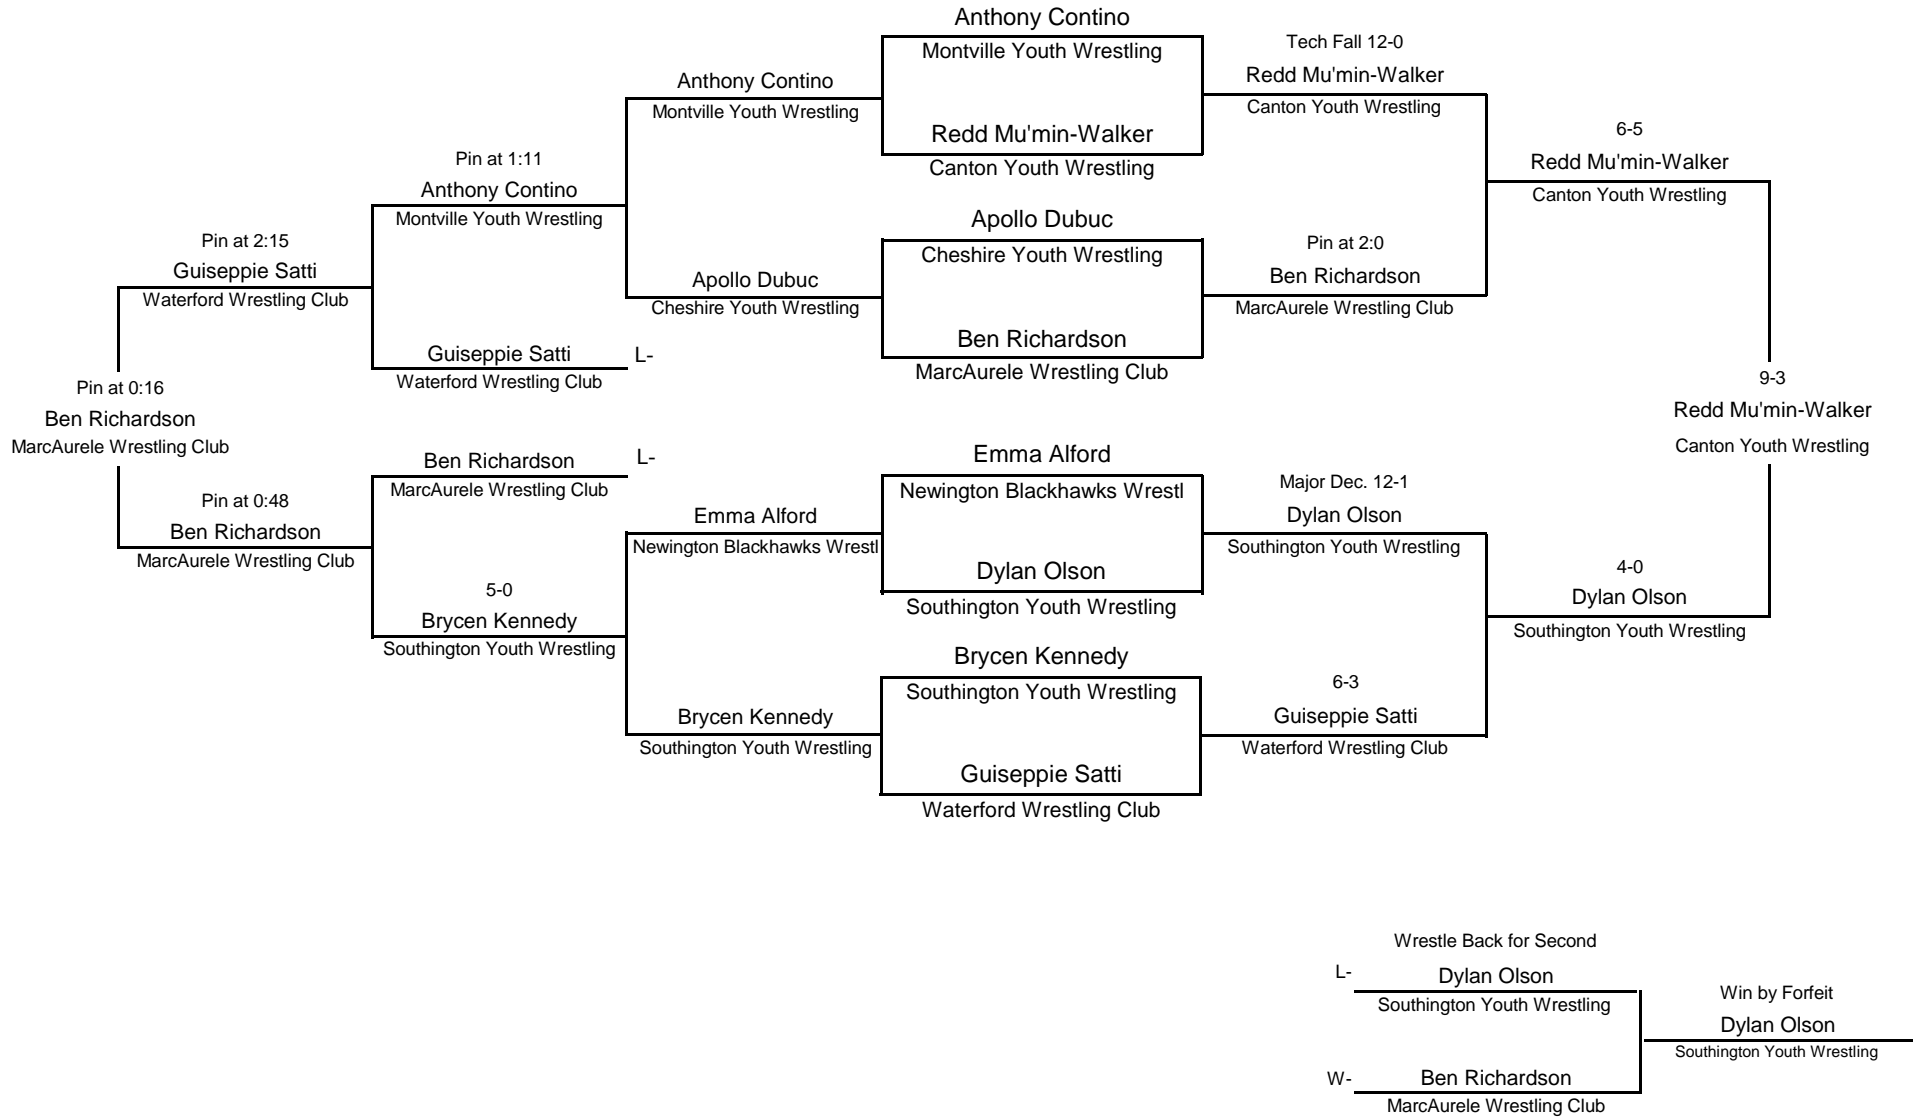 Anthony Contino
Montville Youth Wrestling
Redd Mu'min-Walker
Canton Youth Wrestling
Apollo Dubuc
Cheshire Youth Wrestling
Ben Richardson
MarcAurele Wrestling Club
Emma Alford
Newington Blackhawks Wrestl
Dylan Olson
Southington Youth Wrestling
Brycen Kennedy
Southington Youth Wrestling
Guiseppie Satti
Waterford Wrestling Club
Tech Fall 12-0
Redd Mu'min-Walker
Canton Youth Wrestling
Pin at 2:0
Ben Richardson
MarcAurele Wrestling Club
Major Dec. 12-1
Dylan Olson
Southington Youth Wrestling
6-3
Guiseppie Satti
Waterford Wrestling Club
6-5
Redd Mu'min-Walker
Canton Youth Wrestling
4-0
Dylan Olson
Southington Youth Wrestling
9-3
Redd Mu'min-Walker
Canton Youth Wrestling
Anthony Contino
Montville Youth Wrestling
Apollo Dubuc
Cheshire Youth Wrestling
Emma Alford
Newington Blackhawks Wrestl
Brycen Kennedy
Southington Youth Wrestling
Pin at 1:11
Anthony Contino
Montville Youth Wrestling
Guiseppie Satti
L-
Waterford Wrestling Club
Ben Richardson
L-
MarcAurele Wrestling Club
5-0
Brycen Kennedy
Southington Youth Wrestling
Pin at 2:15
Guiseppie Satti
Waterford Wrestling Club
Pin at 0:48
Ben Richardson
MarcAurele Wrestling Club
Pin at 0:16
Ben Richardson
MarcAurele Wrestling Club
Wrestle Back for Second
L-
Dylan Olson
Southington Youth Wrestling
W-
Ben Richardson
MarcAurele Wrestling Club
Win by Forfeit
Dylan Olson
Southington Youth Wrestling